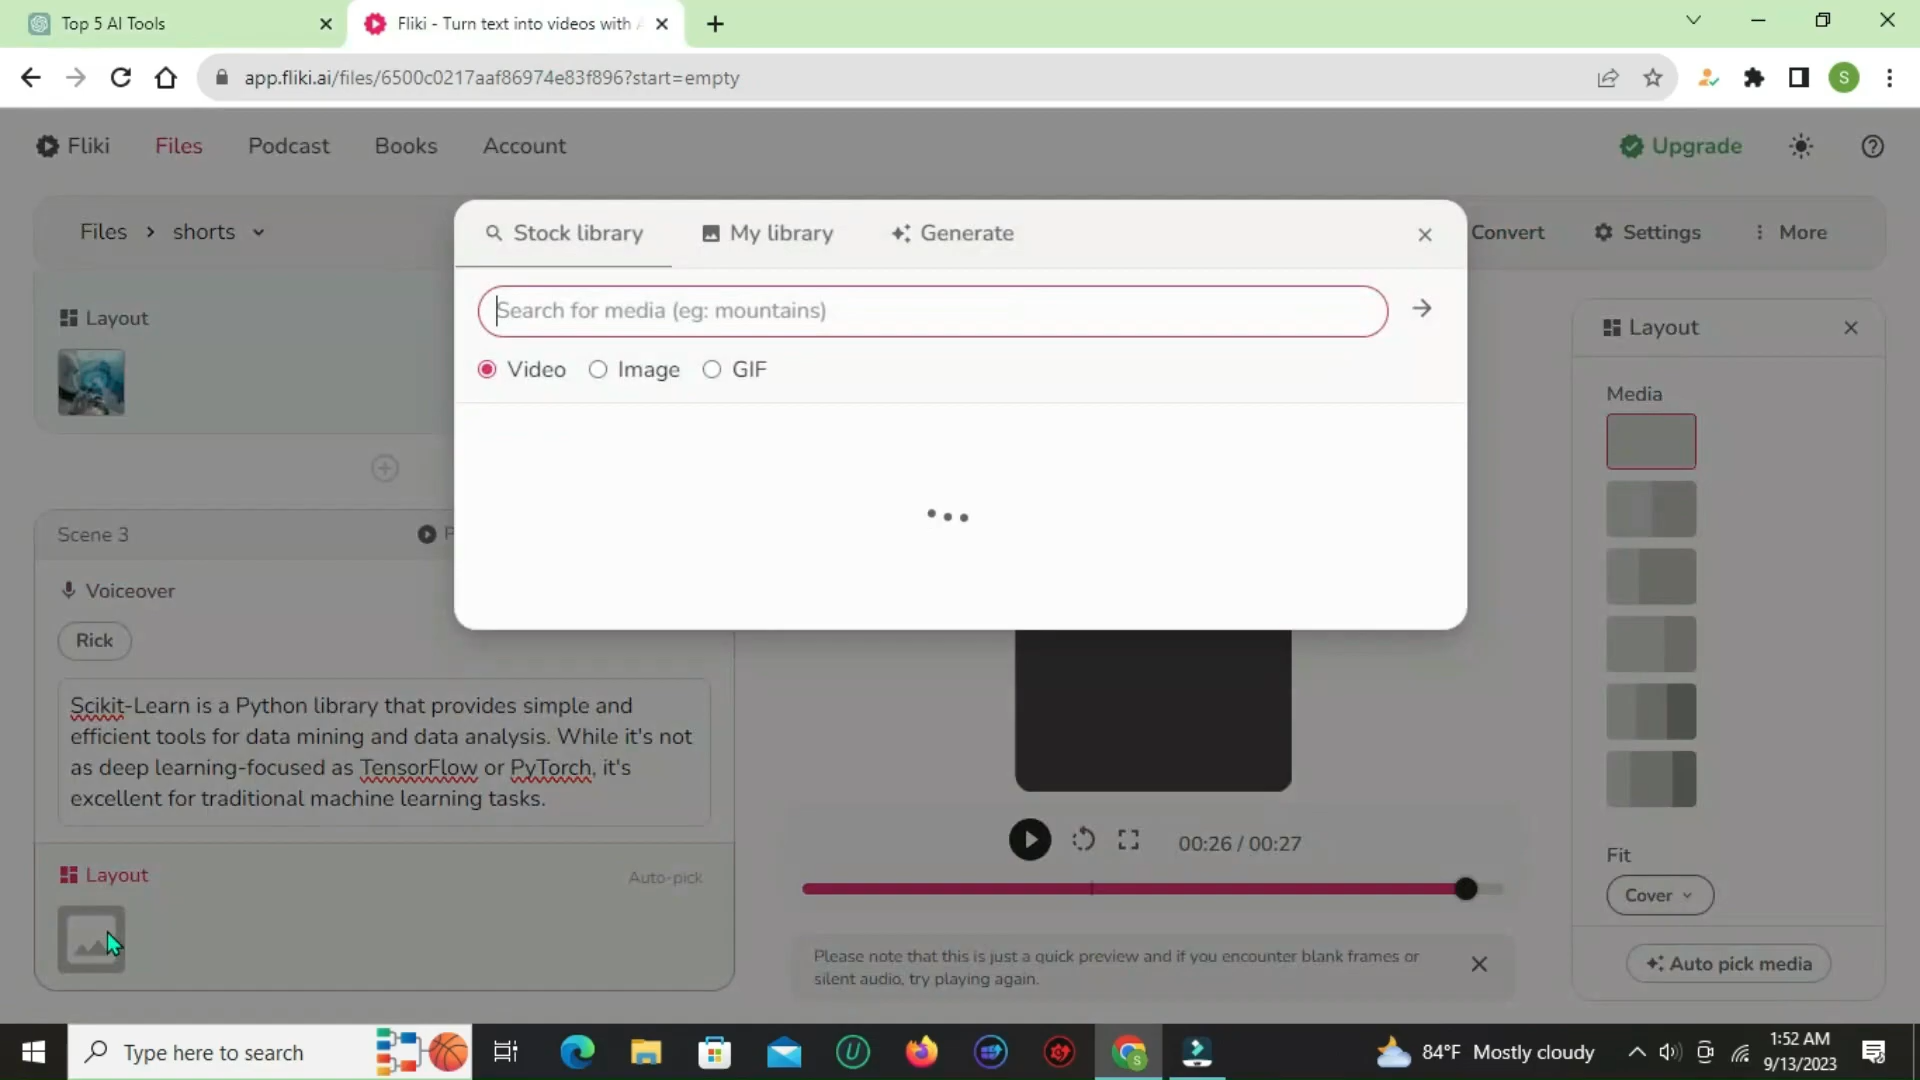 Top 5 AI Tools
Fliki - Turn text into videos with A
app.fliki.ai/files/6500c0217aaf86974e83f896?start=empty
S
Fliki
Files
Podcast
Books
Account
Upgrade
Files > shorts
Convert
Settings
More
Stock library
My library
Generate
Search for media (eg: mountains)
Video
Image
GIF
Layout
Scene 3
P
Voiceover
Rick
Scikit-Learn is a Python library that provides simple and
efficient tools for data mining and data analysis. While it's not
as deep learning-focused as TensorFlow or PyTorch, it's
excellent for traditional machine learning tasks.
Layout
Auto-pick
00:26 / 00:27
Please note that this is just a quick preview and if you encounter blank frames or
silent audio, try playing again.
Layout
Media
Fit
Cover
Auto pick media
Type here to search
84°F Mostly cloudy
1:52 AM
9/13/2023